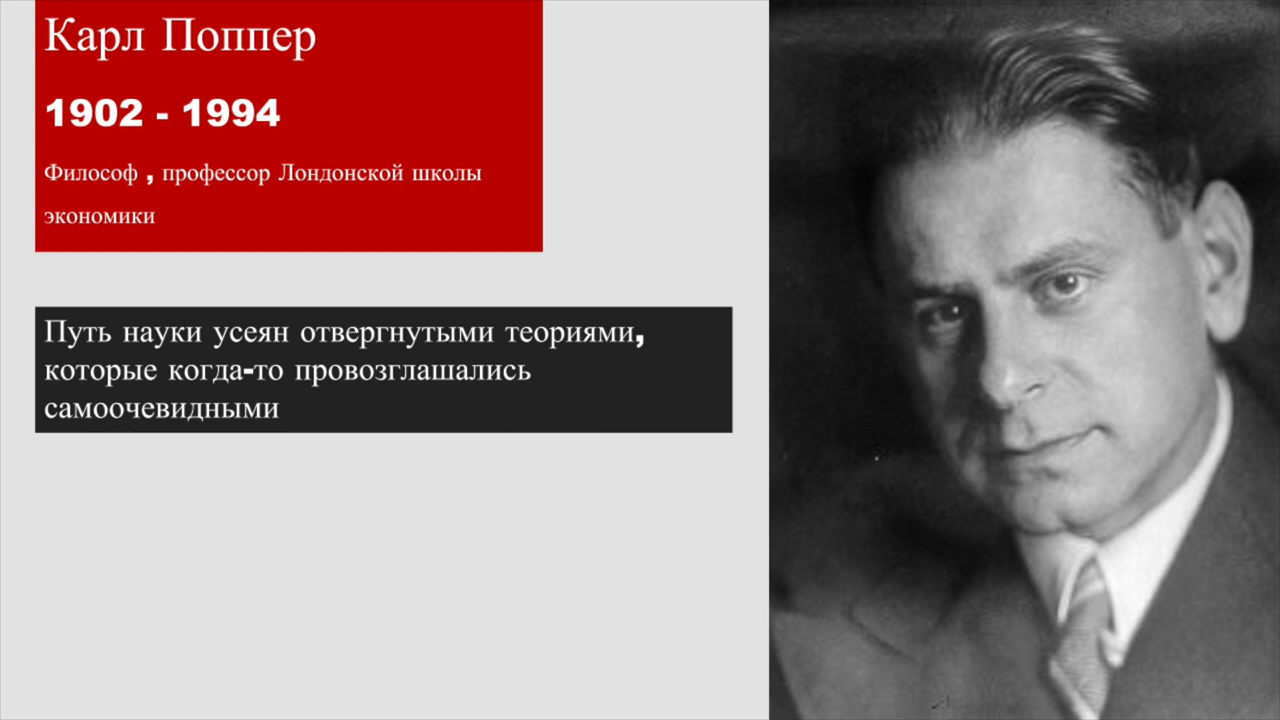 Карл Поппер
1902 - 1994
Философ , профессор Лондонской школы
экономики
Путь науки усеян отвергнутыми теориями,
которые когда-то провозглашались
самоочевидными